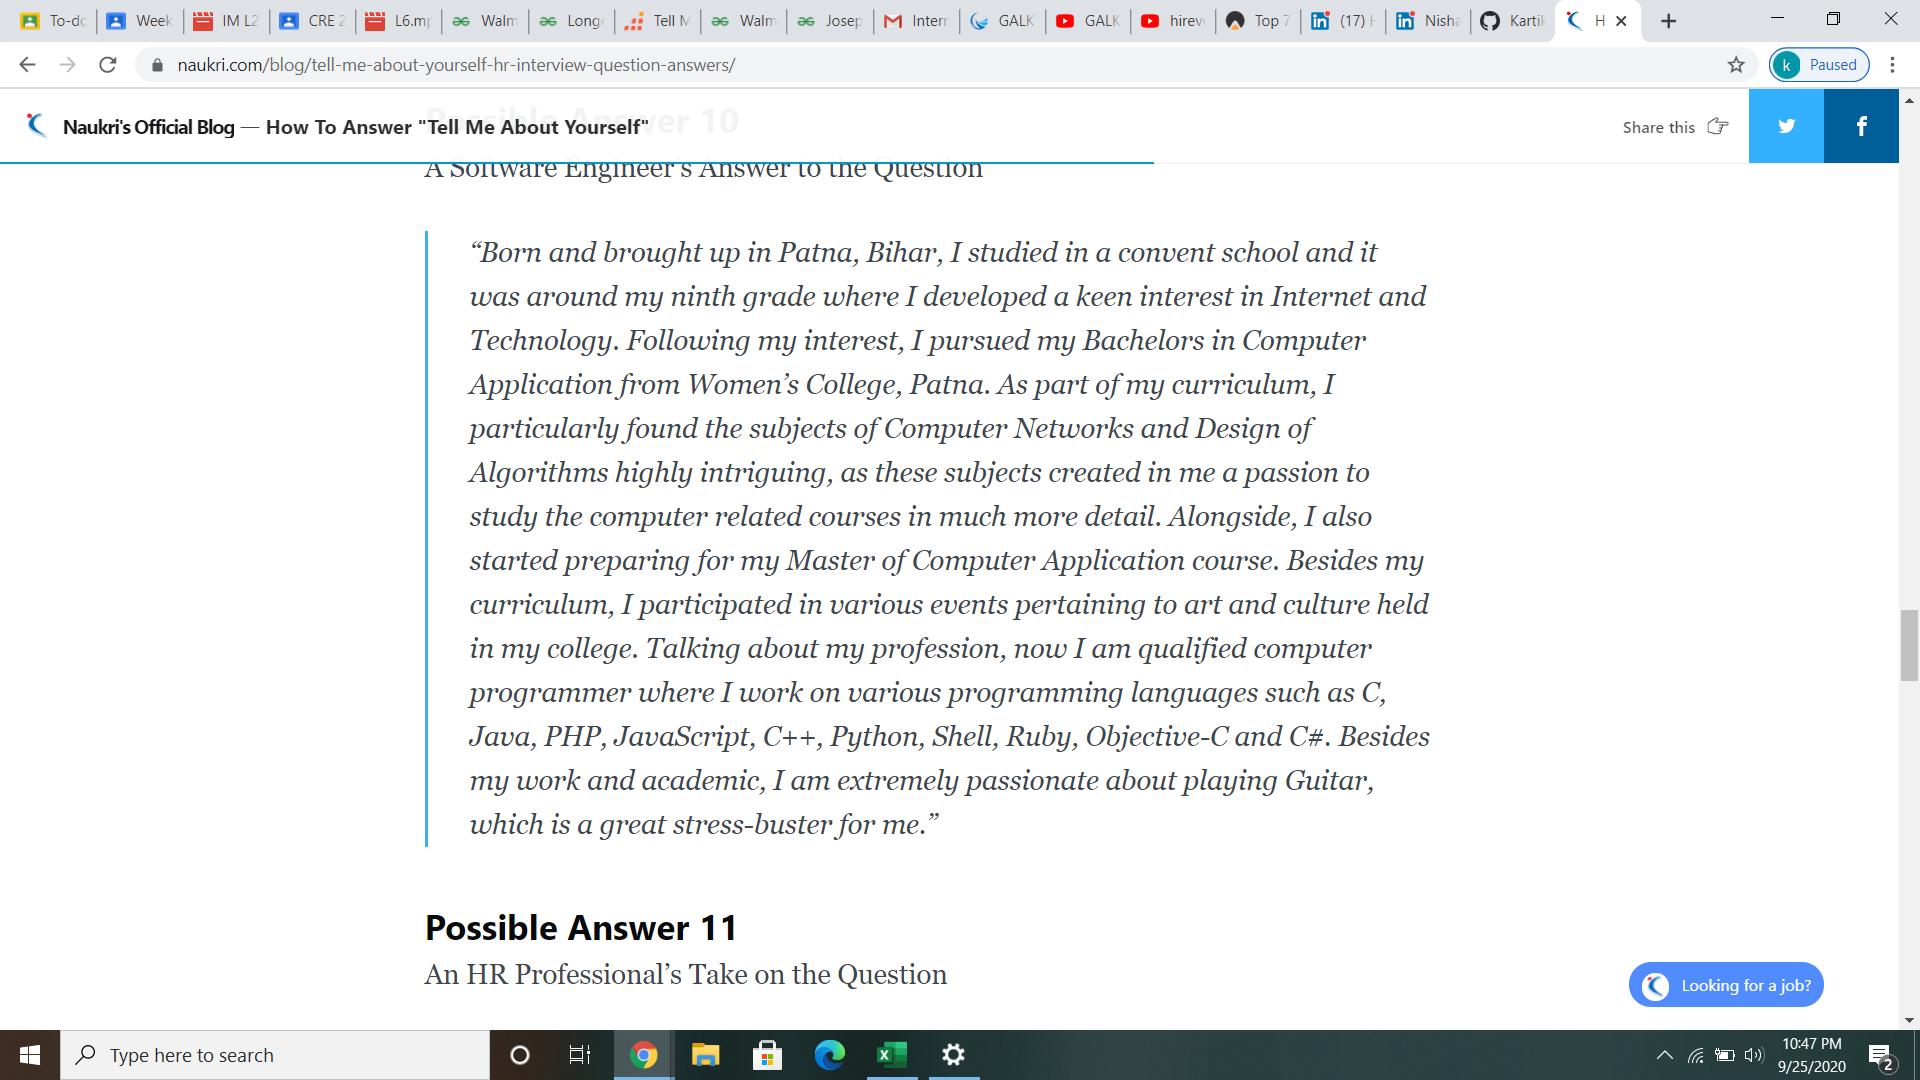 To-do
Week
IM L2
CRE 2
L6.mp
Walm
Long
Tell M
Walm
Josep
Intern
GALK
GALK
hirev
Top 7
(17)
Nisha
Kartik
H
naukri.com/blog/tell-me-about-yourself-hr-interview-question-answers/
k Paused
Possible Answer 10
Naukri's Official Blog — How To Answer "Tell Me About Yourself"
Share this
A Software Engineer's Answer to the Question
“Born and brought up in Patna, Bihar, I studied in a convent school and it
was around my ninth grade where I developed a keen interest in Internet and
Technology. Following my interest, I pursued my Bachelors in Computer
Application from Women’s College, Patna. As part of my curriculum, I
particularly found the subjects of Computer Networks and Design of
Algorithms highly intriguing, as these subjects created in me a passion to
study the computer related courses in much more detail. Alongside, I also
started preparing for my Master of Computer Application course. Besides my
curriculum, I participated in various events pertaining to art and culture held
in my college. Talking about my profession, now I am qualified computer
programmer where I work on various programming languages such as C,
Java, PHP, JavaScript, C++, Python, Shell, Ruby, Objective-C and C#. Besides
my work and academic, I am extremely passionate about playing Guitar,
which is a great stress-buster for me.”
Possible Answer 11
An HR Professional’s Take on the Question
Looking for a job?
Type here to search
10:47 PM
9/25/2020
2